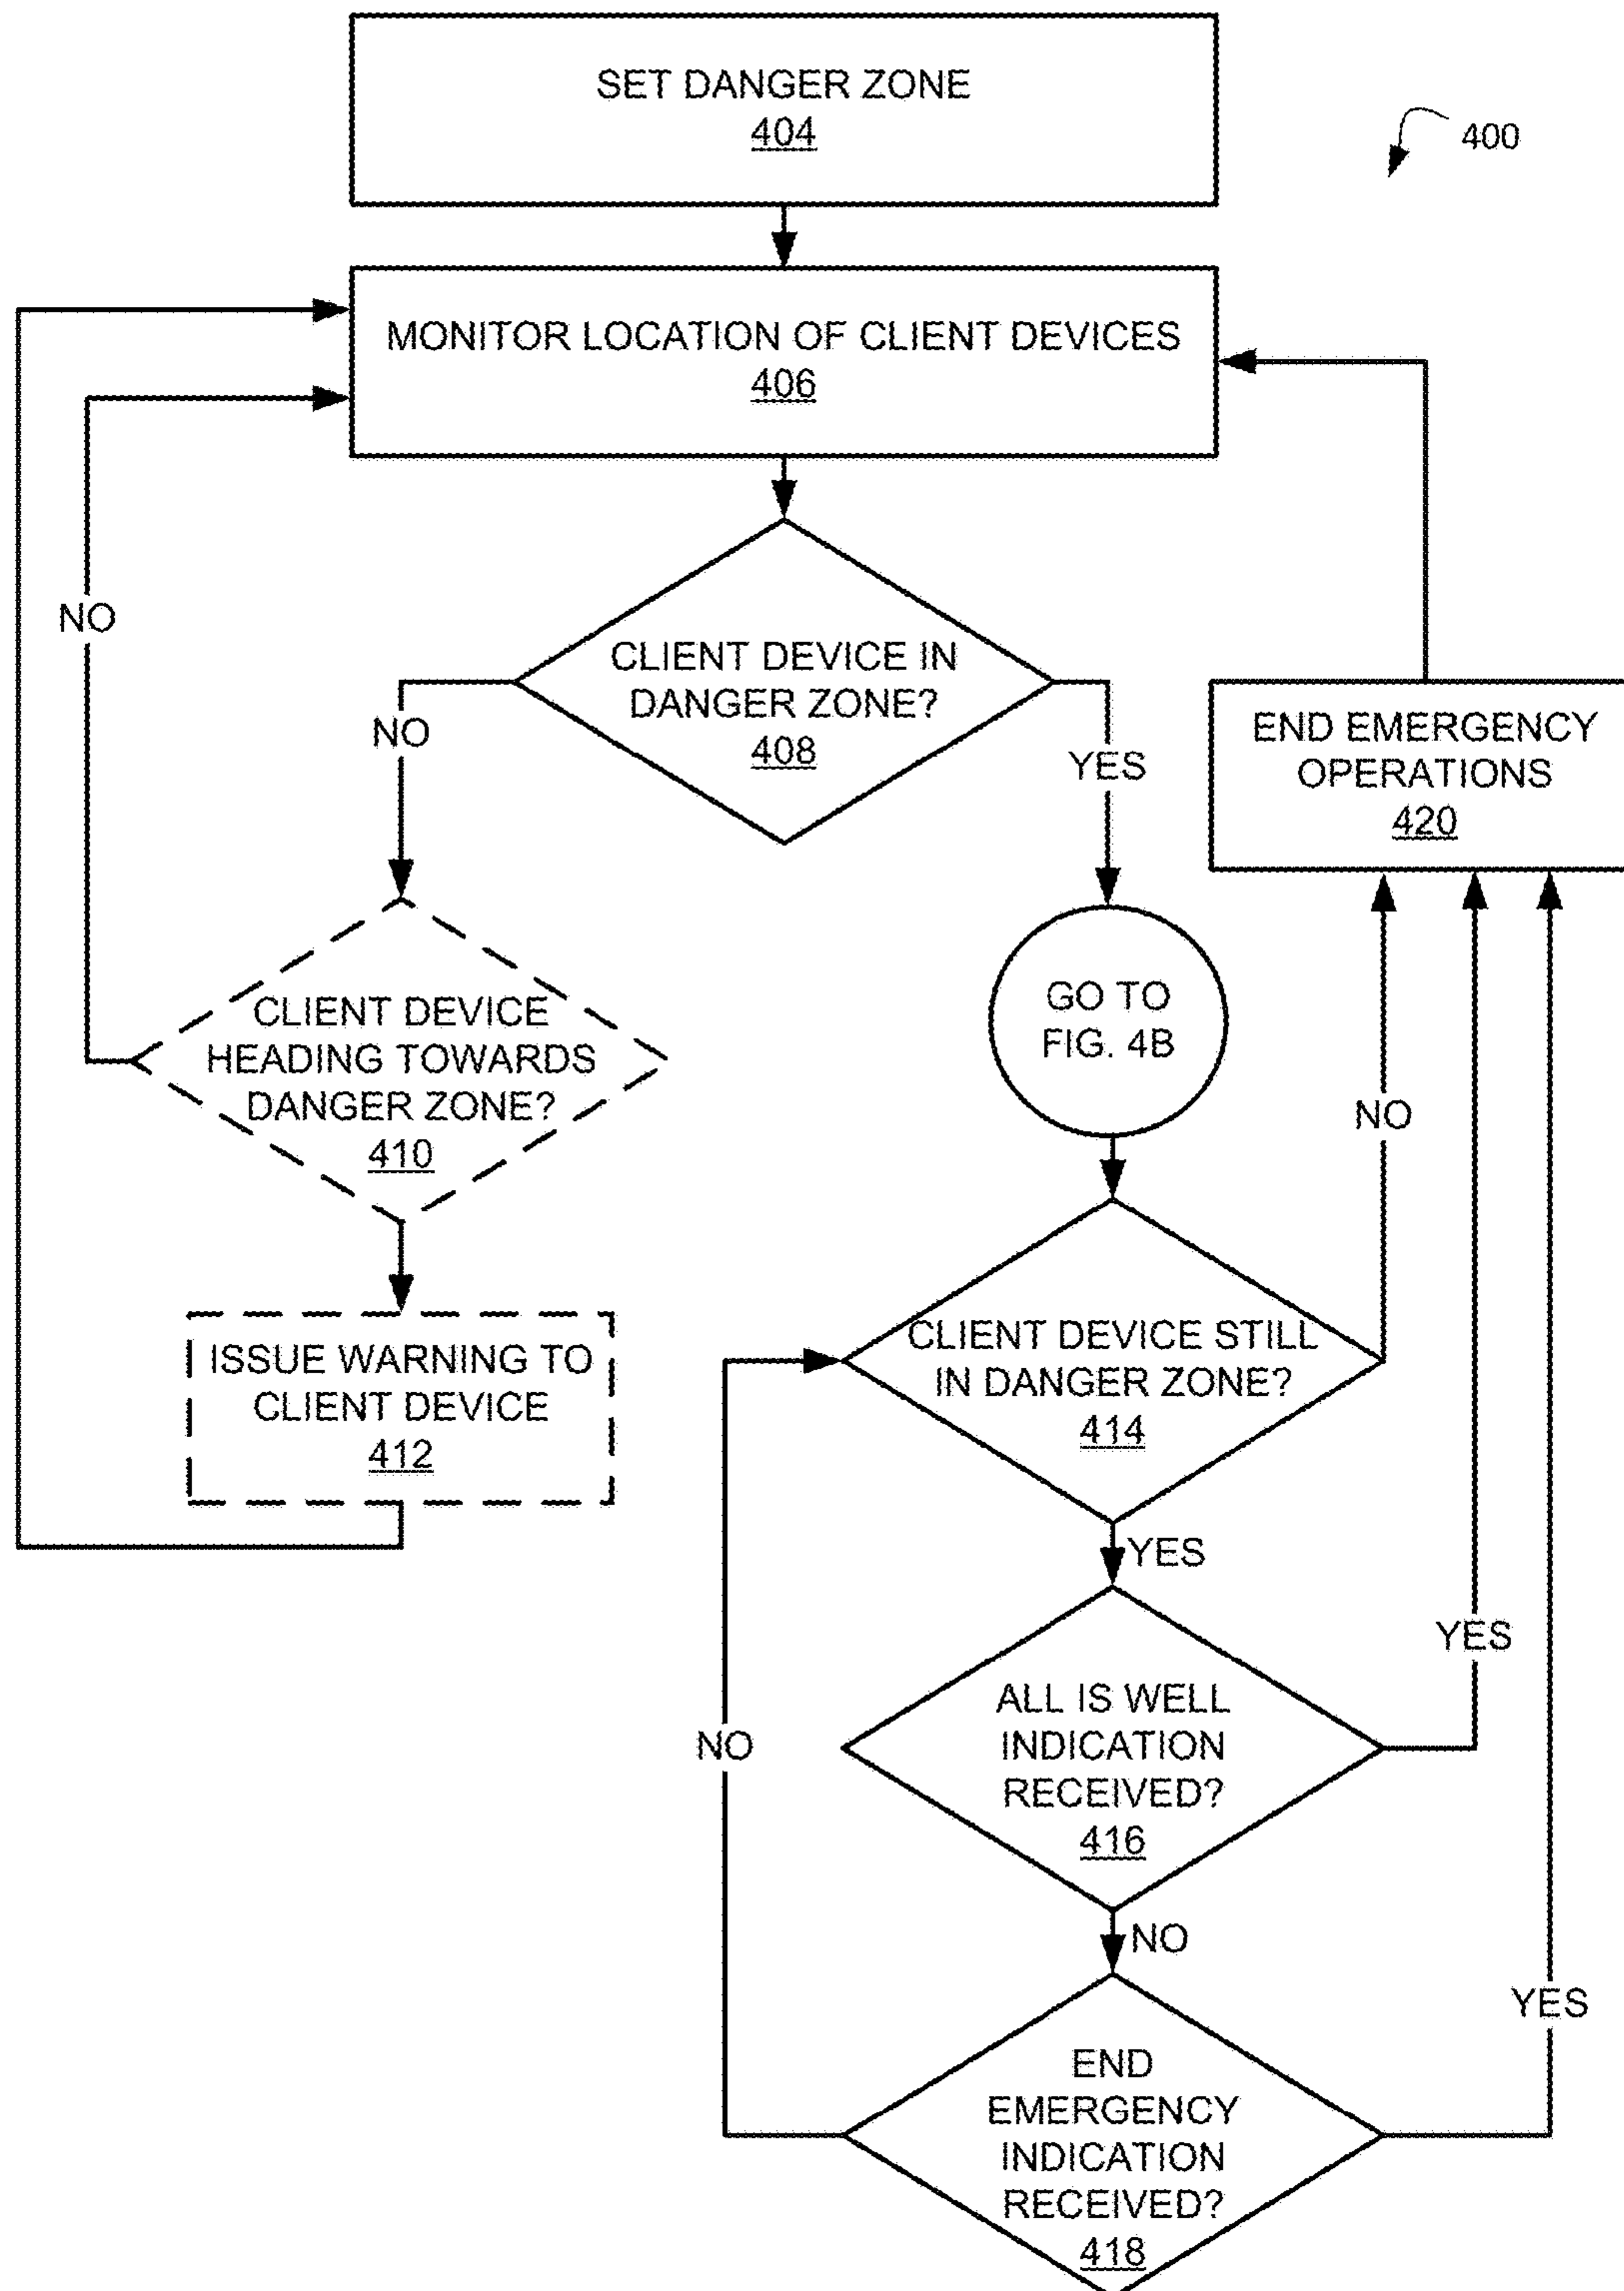 SET DANGER ZONE
404
400
MONITOR LOCATION OF CLIENT DEVICES
406
CLIENT DEVICE IN
DANGER ZONE?
408
NO
NO
YES
END EMERGENCY
OPERATIONS
420
CLIENT DEVICE
HEADING TOWARDS
DANGER ZONE?
410
GO TO
FIG. 4B
NO
ISSUE WARNING TO
CLIENT DEVICE
412
CLIENT DEVICE STILL
IN DANGER ZONE?
414
YES
YES
ALL IS WELL
INDICATION
RECEIVED?
416
NO
NO
YES
END
EMERGENCY
INDICATION
RECEIVED?
418